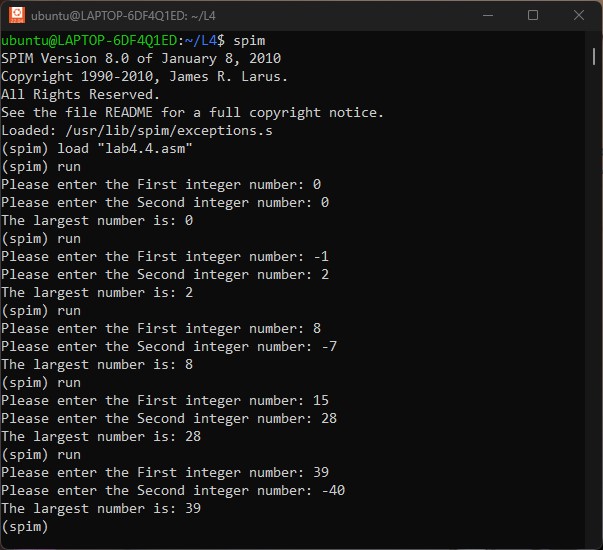 ubuntu@LAPTOP-6DF4Q1ED: ~/L4
ubuntu@LAPTOP-6DF4Q1ED:~/L4$ spim
SPIM Version 8.0 of January 8, 2010
Copyright 1990-2010, James R. Larus.
All Rights Reserved.
See the file README for a full copyright notice.
Loaded: /usr/lib/spim/exceptions.s
(spim) load "lab4.4.asm"
(spim) run
Please enter the First integer number: 0
Please enter the Second integer number: 0
The largest number is: 0
(spim) run
Please enter the First integer number: -1
Please enter the Second integer number: 2
The largest number is: 2
(spim) run
Please enter the First integer number: 8
Please enter the Second integer number: -7
The largest number is: 8
(spim) run
Please enter the First integer number: 15
Please enter the Second integer number: 28
The largest number is: 28
(spim) run
Please enter the First integer number: 39
Please enter the Second integer number: -40
The largest number is: 39
(spim)